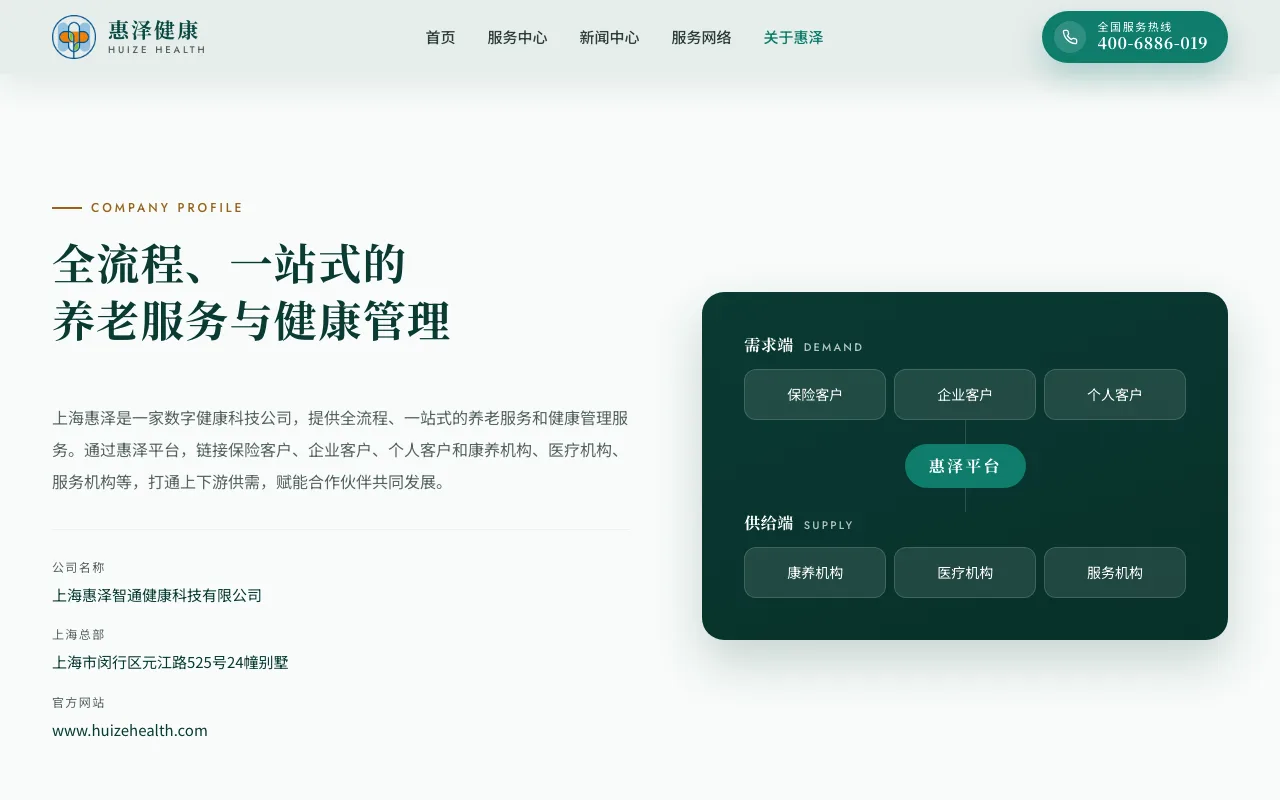 惠泽健康
HUIZE HEALTH
首页
服务中心
新闻中心
服务网络
关于惠泽
全国服务热线
400-6886-019
COMPANY PROFILE
全流程、一站式的
养老服务与健康管理
上海惠泽是一家数字健康科技公司，提供全流程、一站式的养老服务和健康管理服
务。通过惠泽平台，链接保险客户、企业客户、个人客户和康养机构、医疗机构、
服务机构等，打通上下游供需，赋能合作伙伴共同发展。
公司名称
上海惠泽智通健康科技有限公司
上海总部
上海市闵行区元江路525号24幢别墅
官方网站
www.huizehealth.com
需求端 DEMAND
保险客户
企业客户
个人客户
惠泽平台
供给端 SUPPLY
康养机构
医疗机构
服务机构